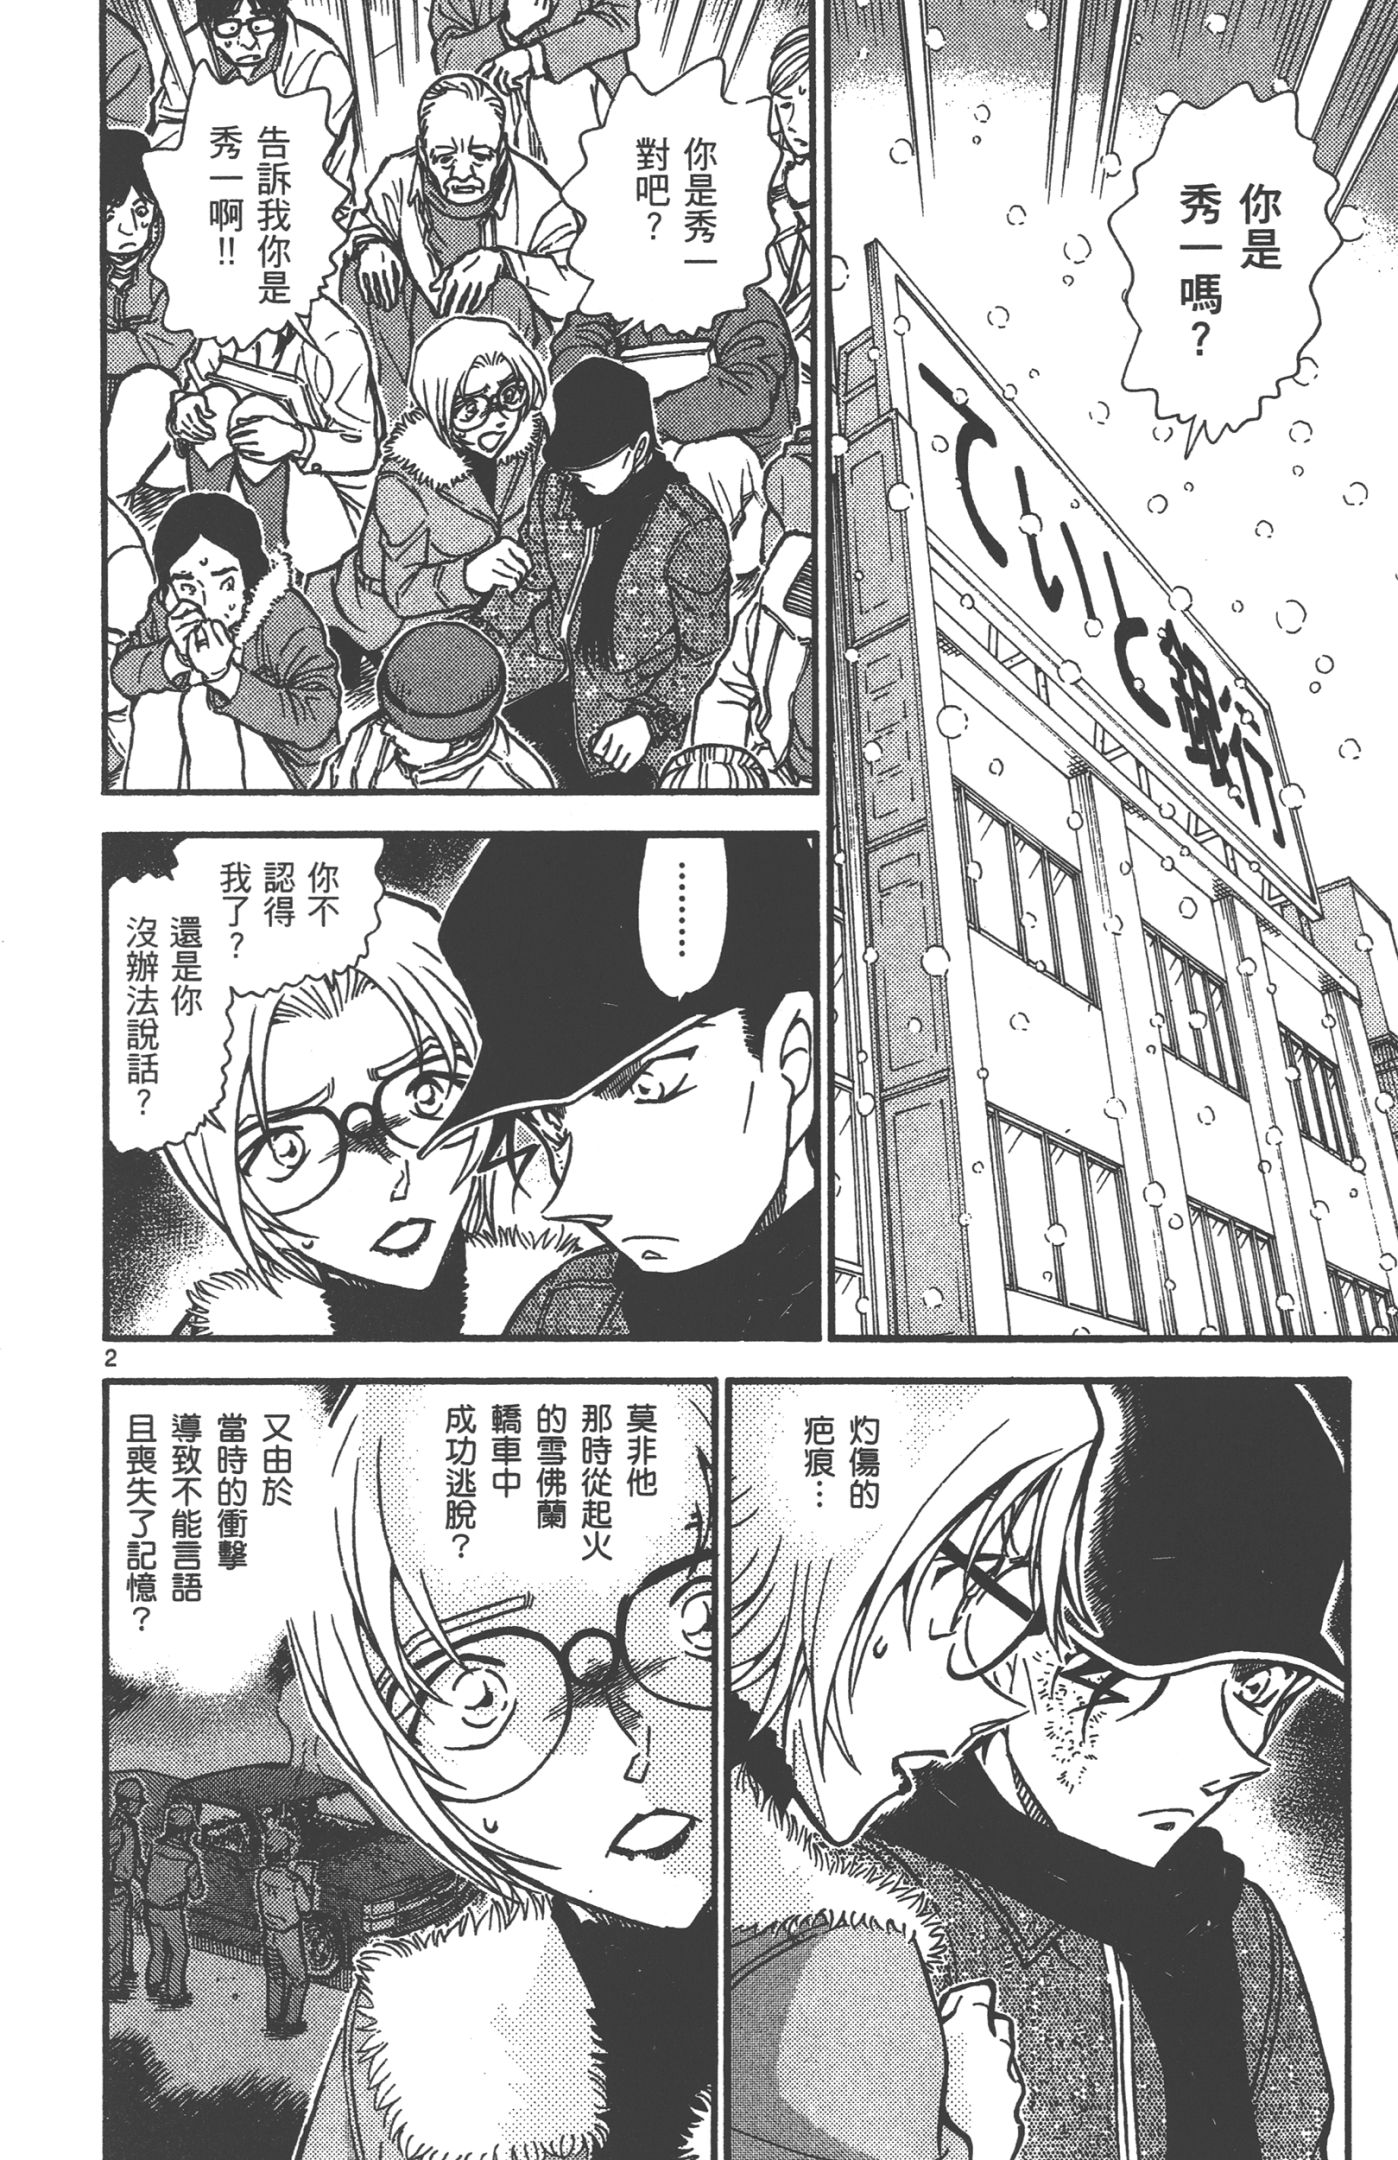 你是
秀一嗎？
ていと銀行
你是秀一
對吧？
告訴我你是
秀一啊!!
………
你不
認得
我了？
還是你
沒辦法說話？
2
灼傷的
疤痕…
莫非他
那時從起火
的雪佛蘭
轎車中
成功逃脫？
又由於
當時的衝擊
導致不能言語
且喪失了記憶？